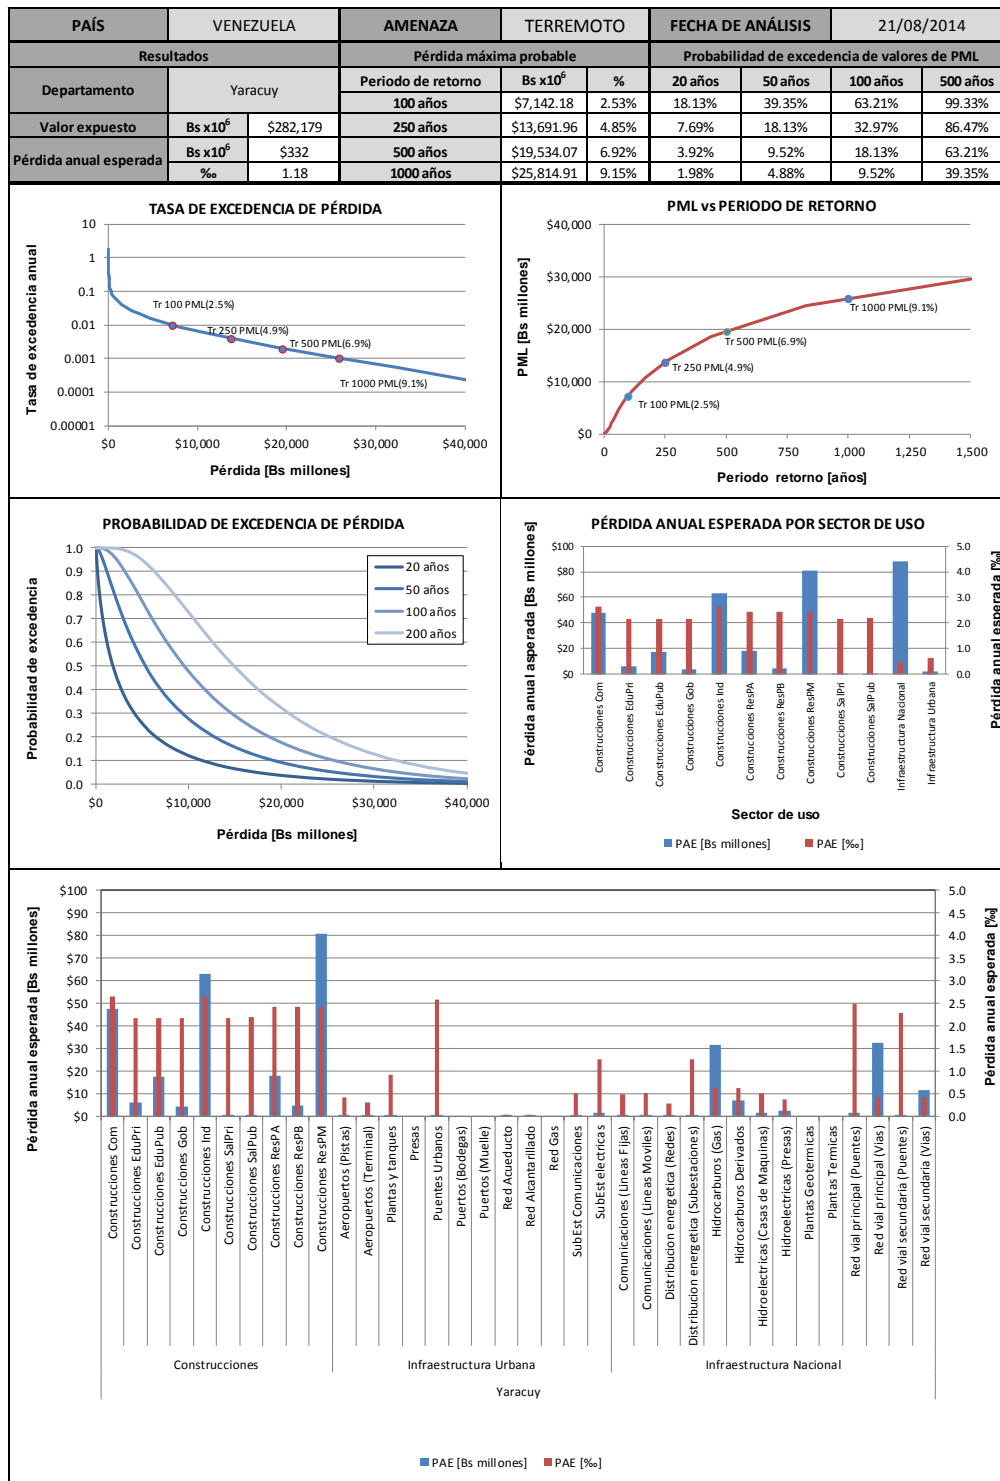 PAÍS VENEZUELA AMENAZA TERREMOTO FECHA DE ANÁLISIS 21/08/2014
Resultados Pérdida máxima probable Probabilidad de excedencia de valores de PML
Departamento Yaracuy Periodo de retorno Bs x10⁶ % 20 años 50 años 100 años 500 años
100 años $7,142.18 2.53% 18.13% 39.35% 63.21% 99.33%
Valor expuesto Bs x10⁶ $282,179 250 años $13,691.96 4.85% 7.69% 18.13% 32.97% 86.47%
Pérdida anual esperada Bs x10⁶ $332 500 años $19,534.07 6.92% 3.92% 9.52% 18.13% 63.21%
‰ 1.18 1000 años $25,814.91 9.15% 1.98% 4.88% 9.52% 39.35%
TASA DE EXCEDENCIA DE PÉRDIDA
Tasa de excedencia anual
10
1
0.1
0.01
0.001
0.0001
0.00001
Tr 100 PML(2.5%)
Tr 250 PML(4.9%)
Tr 500 PML(6.9%)
Tr 1000 PML(9.1%)
$0 $10,000 $20,000 $30,000 $40,000
Pérdida [Bs millones]
PML vs PERIODO DE RETORNO
PML [Bs millones]
$40,000
$30,000
$20,000
$10,000
$0
Tr 1000 PML(9.1%)
Tr 500 PML(6.9%)
Tr 250 PML(4.9%)
Tr 100 PML(2.5%)
0 250 500 750 1,000 1,250 1,500
Periodo retorno [años]
PROBABILIDAD DE EXCEDENCIA DE PÉRDIDA
Probabilidad de excedencia
1.0
0.9
0.8
0.7
0.6
0.5
0.4
0.3
0.2
0.1
0.0
20 años
50 años
100 años
200 años
$0 $10,000 $20,000 $30,000 $40,000
Pérdida [Bs millones]
PÉRDIDA ANUAL ESPERADA POR SECTOR DE USO
Pérdida anual asperada [Bs millones]
$100
$80
$60
$40
$20
$0
5.0
4.0
3.0
2.0
1.0
0.0
Pérdida anual esperada [‰]
Construcciones Com
Construcciones EduPri
Construcciones EduPub
Construcciones Gob
Construcciones Ind
Construcciones ResPA
Construcciones ResPB
Construcciones ResPM
Construcciones SalPri
Construcciones SalPub
Infraestructura Nacional
Infraestructura Urbana
Sector de uso
PAE [Bs millones] PAE [‰]
Pérdida anual esperada [Bs millones]
$100
$90
$80
$70
$60
$50
$40
$30
$20
$10
$0
5.0
4.5
4.0
3.5
3.0
2.5
2.0
1.5
1.0
0.5
0.0
Pérdida anual esperada [‰]
Construcciones Com
Construcciones EduPri
Construcciones EduPub
Construcciones Gob
Construcciones Ind
Construcciones SalPri
Construcciones SalPub
Construcciones ResPA
Construcciones ResPB
Construcciones ResPM
Aeropuertos (Pistas)
Aeropuertos (Terminal)
Plantas y tanques
Presas
Puentes Urbanos
Puertos (Bodegas)
Puertos (Muelle)
Red Acueducto
Red Alcantarillado
Red Gas
SubEst Comunicaciones
SubEst electricas
Comunicaciones (Lineas Fijas)
Comunicaciones (Lineas Moviles)
Distribucion energetica (Redes)
Distribucion energetica (Subestaciones)
Hidrocarburos (Gas)
Hidrocarburos Derivados
Hidroelectricas (Casas de Maquinas)
Hidroelectricas (Presas)
Plantas Geotermicas
Plantas Termicas
Red vial principal (Puentes)
Red vial principal (Vias)
Red vial secundaria (Puentes)
Red vial secundaria (Vias)
Construcciones Infraestructura Urbana Infraestructura Nacional
Yaracuy
PAE [Bs millones] PAE [‰]